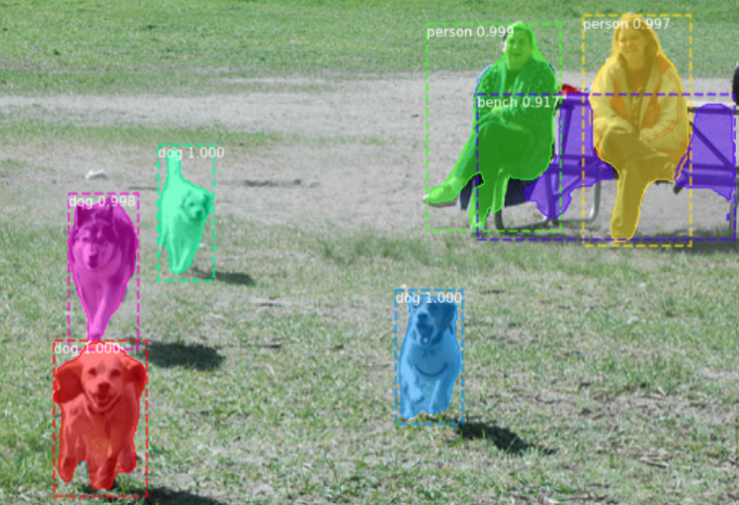 person 0.999
person 0.997
bench 0.917
dog 1.000
dog 0.998
dog 1.000
dog 1.000